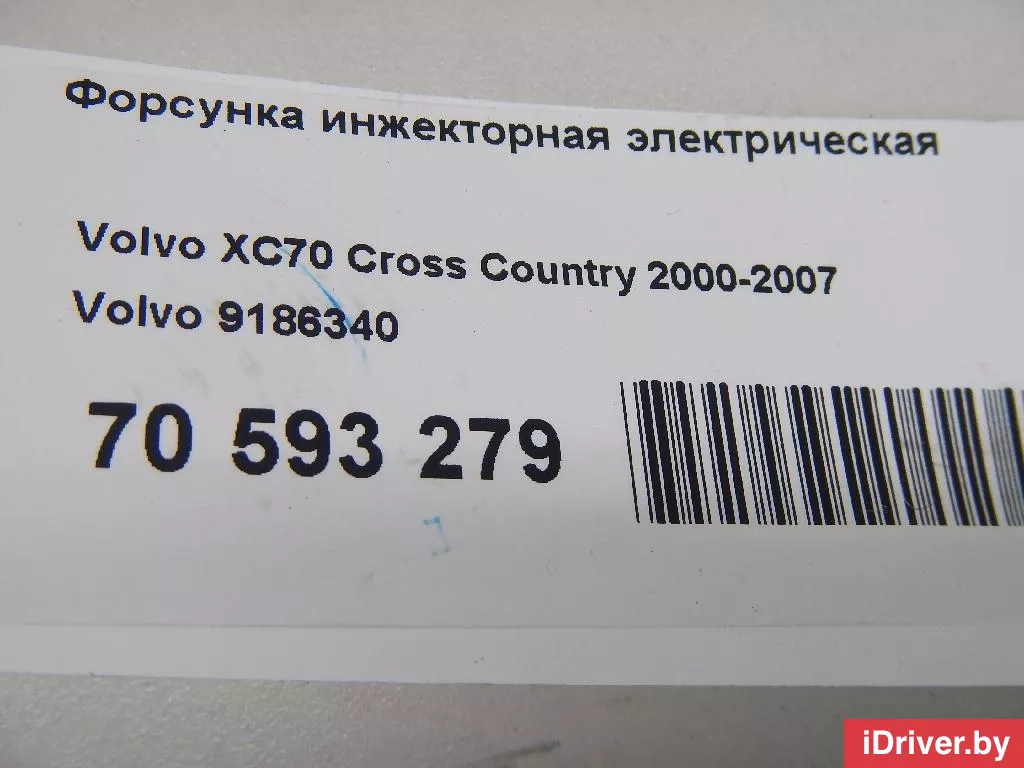 Форсунка инжекторная электрическая
Volvo XC70 Cross Country 2000-2007
Volvo 9186340
70 593 279
iDriver.by